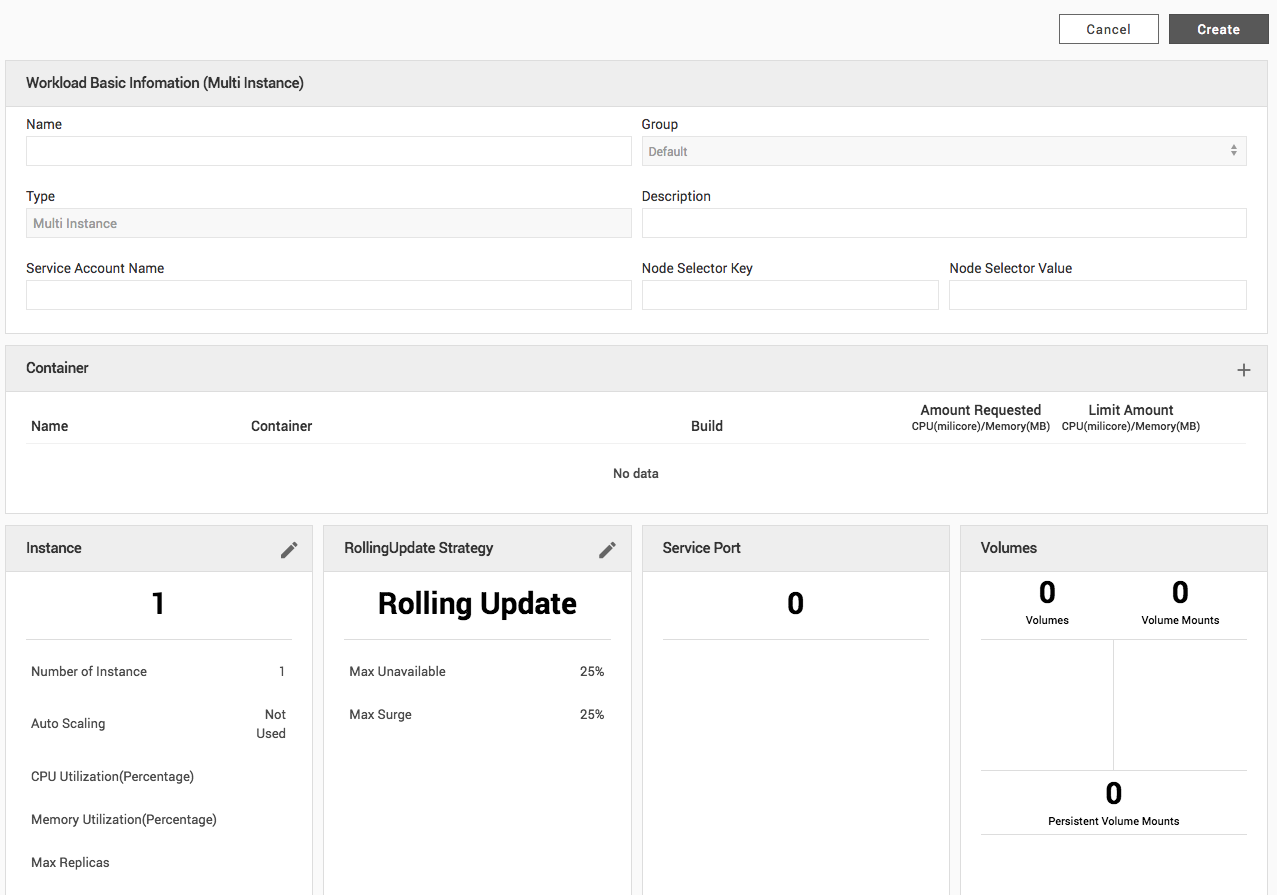 Cancel
Create
Workload Basic Infomation (Multi Instance)
Name
Group
Default
Type
Description
Multi Instance
Service Account Name
Node Selector Key
Node Selector Value
Container
Name
Container
Build
Amount Requested
CPU(milicore)/Memory(MB)
Limit Amount
CPU(milicore)/Memory(MB)
No data
Instance
1
Number of Instance 1
Auto Scaling
Not
Used
CPU Utilization(Percentage)
Memory Utilization(Percentage)
Max Replicas
RollingUpdate Strategy
Rolling Update
Max Unavailable 25%
Max Surge 25%
Service Port
0
Volumes
0
Volumes
0
Volume Mounts
0
Persistent Volume Mounts